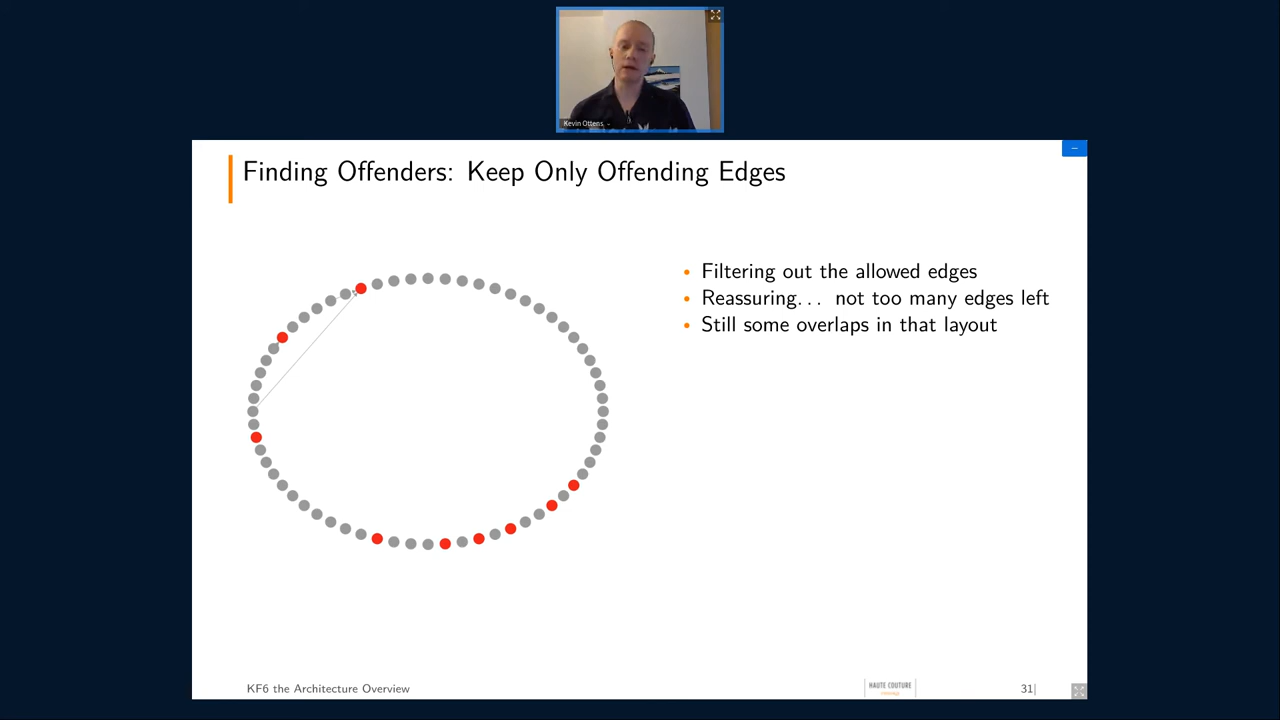 Kevin Ottens
Finding Offenders: Keep Only Offending Edges
• Filtering out the allowed edges
• Reassuring... not too many edges left
• Still some overlaps in that layout
KF6 the Architecture Overview
HAUTE COUTURE
31